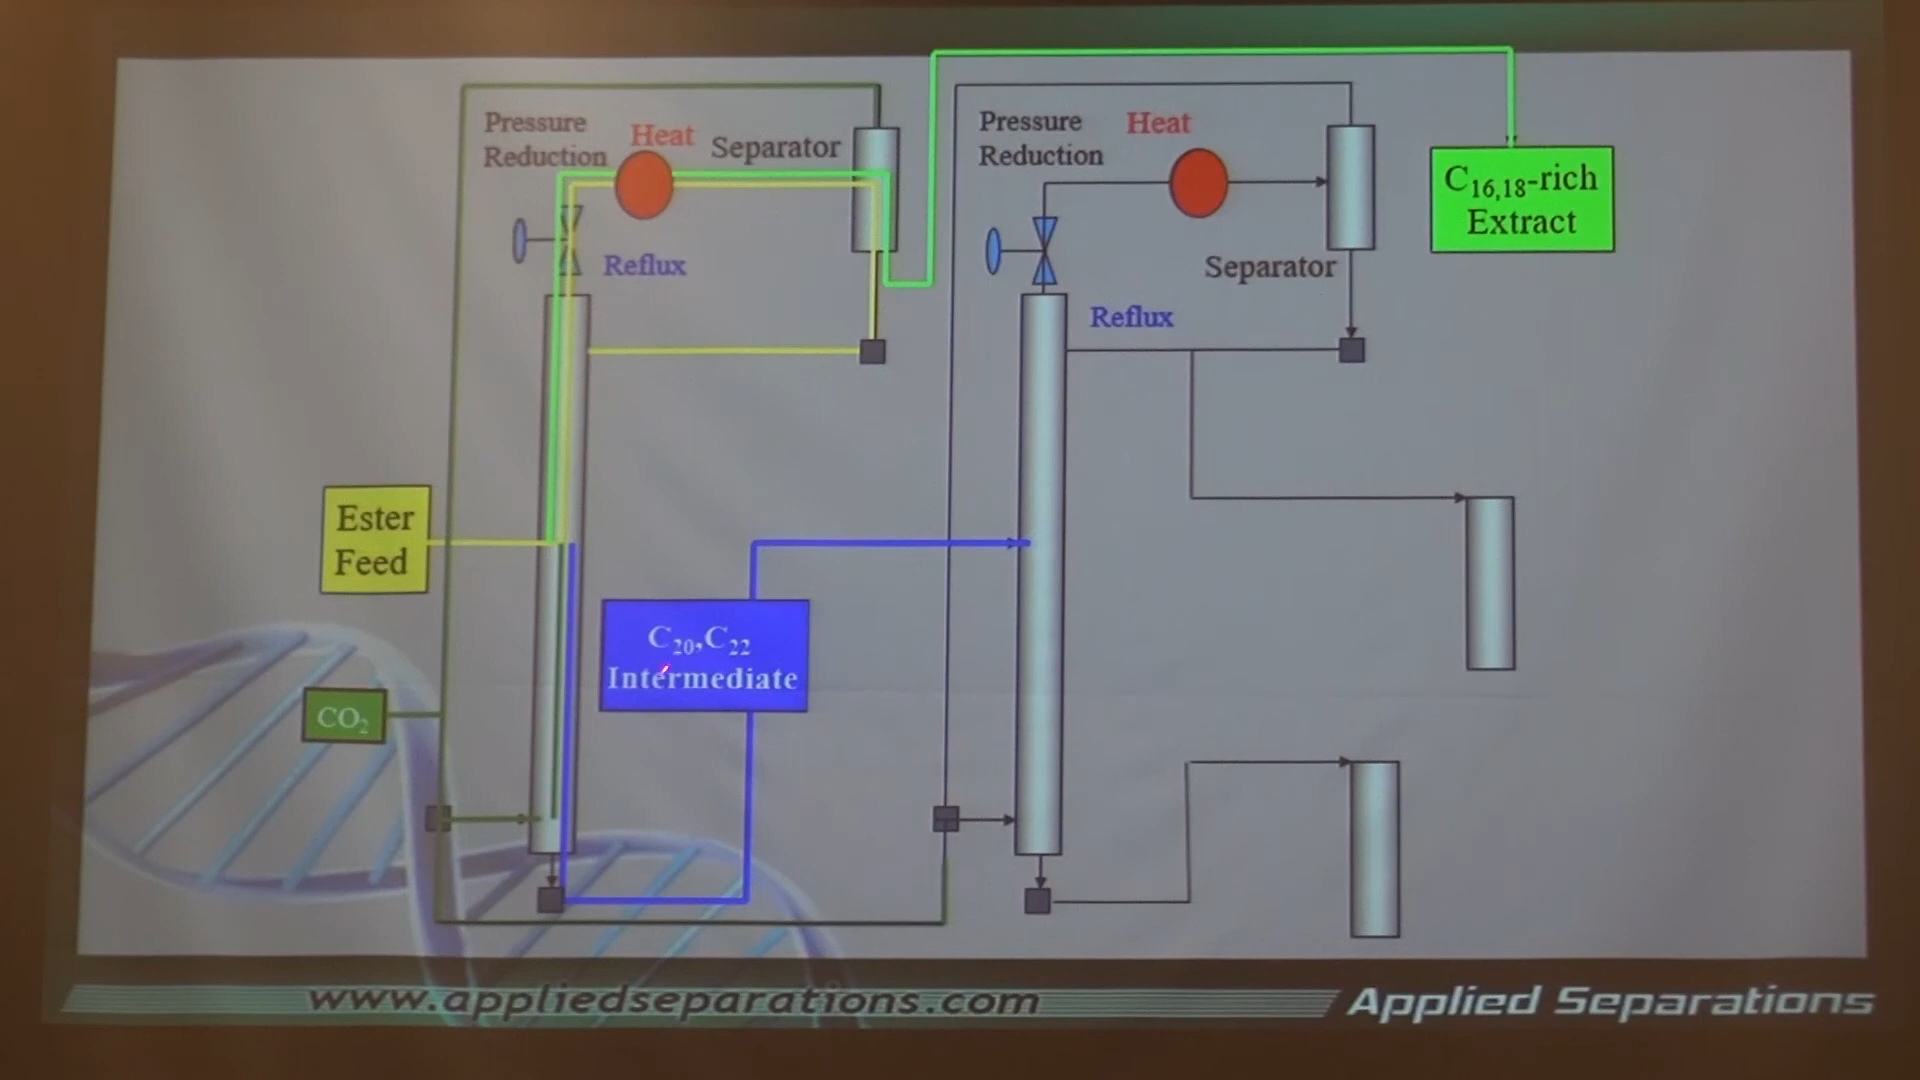 Pressure
Reduction
Heat
Separator
Reflux
Pressure
Reduction
Heat
Separator
Reflux
C₁₆,₁₈-rich
Extract
Ester
Feed
C₂₀,C₂₂
Intermediate
CO₂
www.appliedseparations.com
Applied Separations